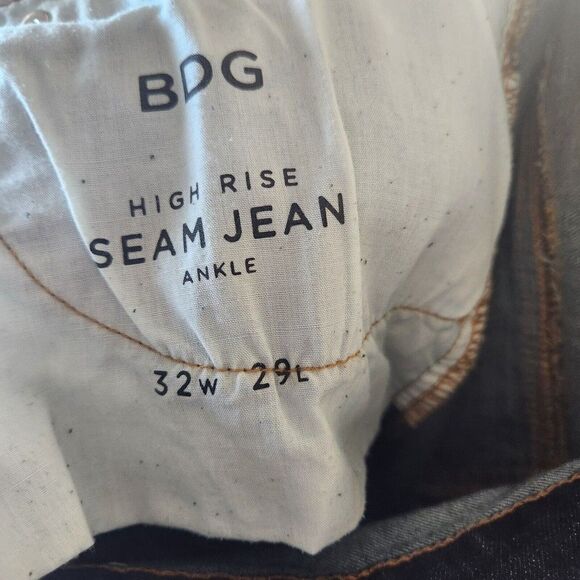 BDG
HIGH RISE
SEAM JEAN
ANKLE
32W 29L